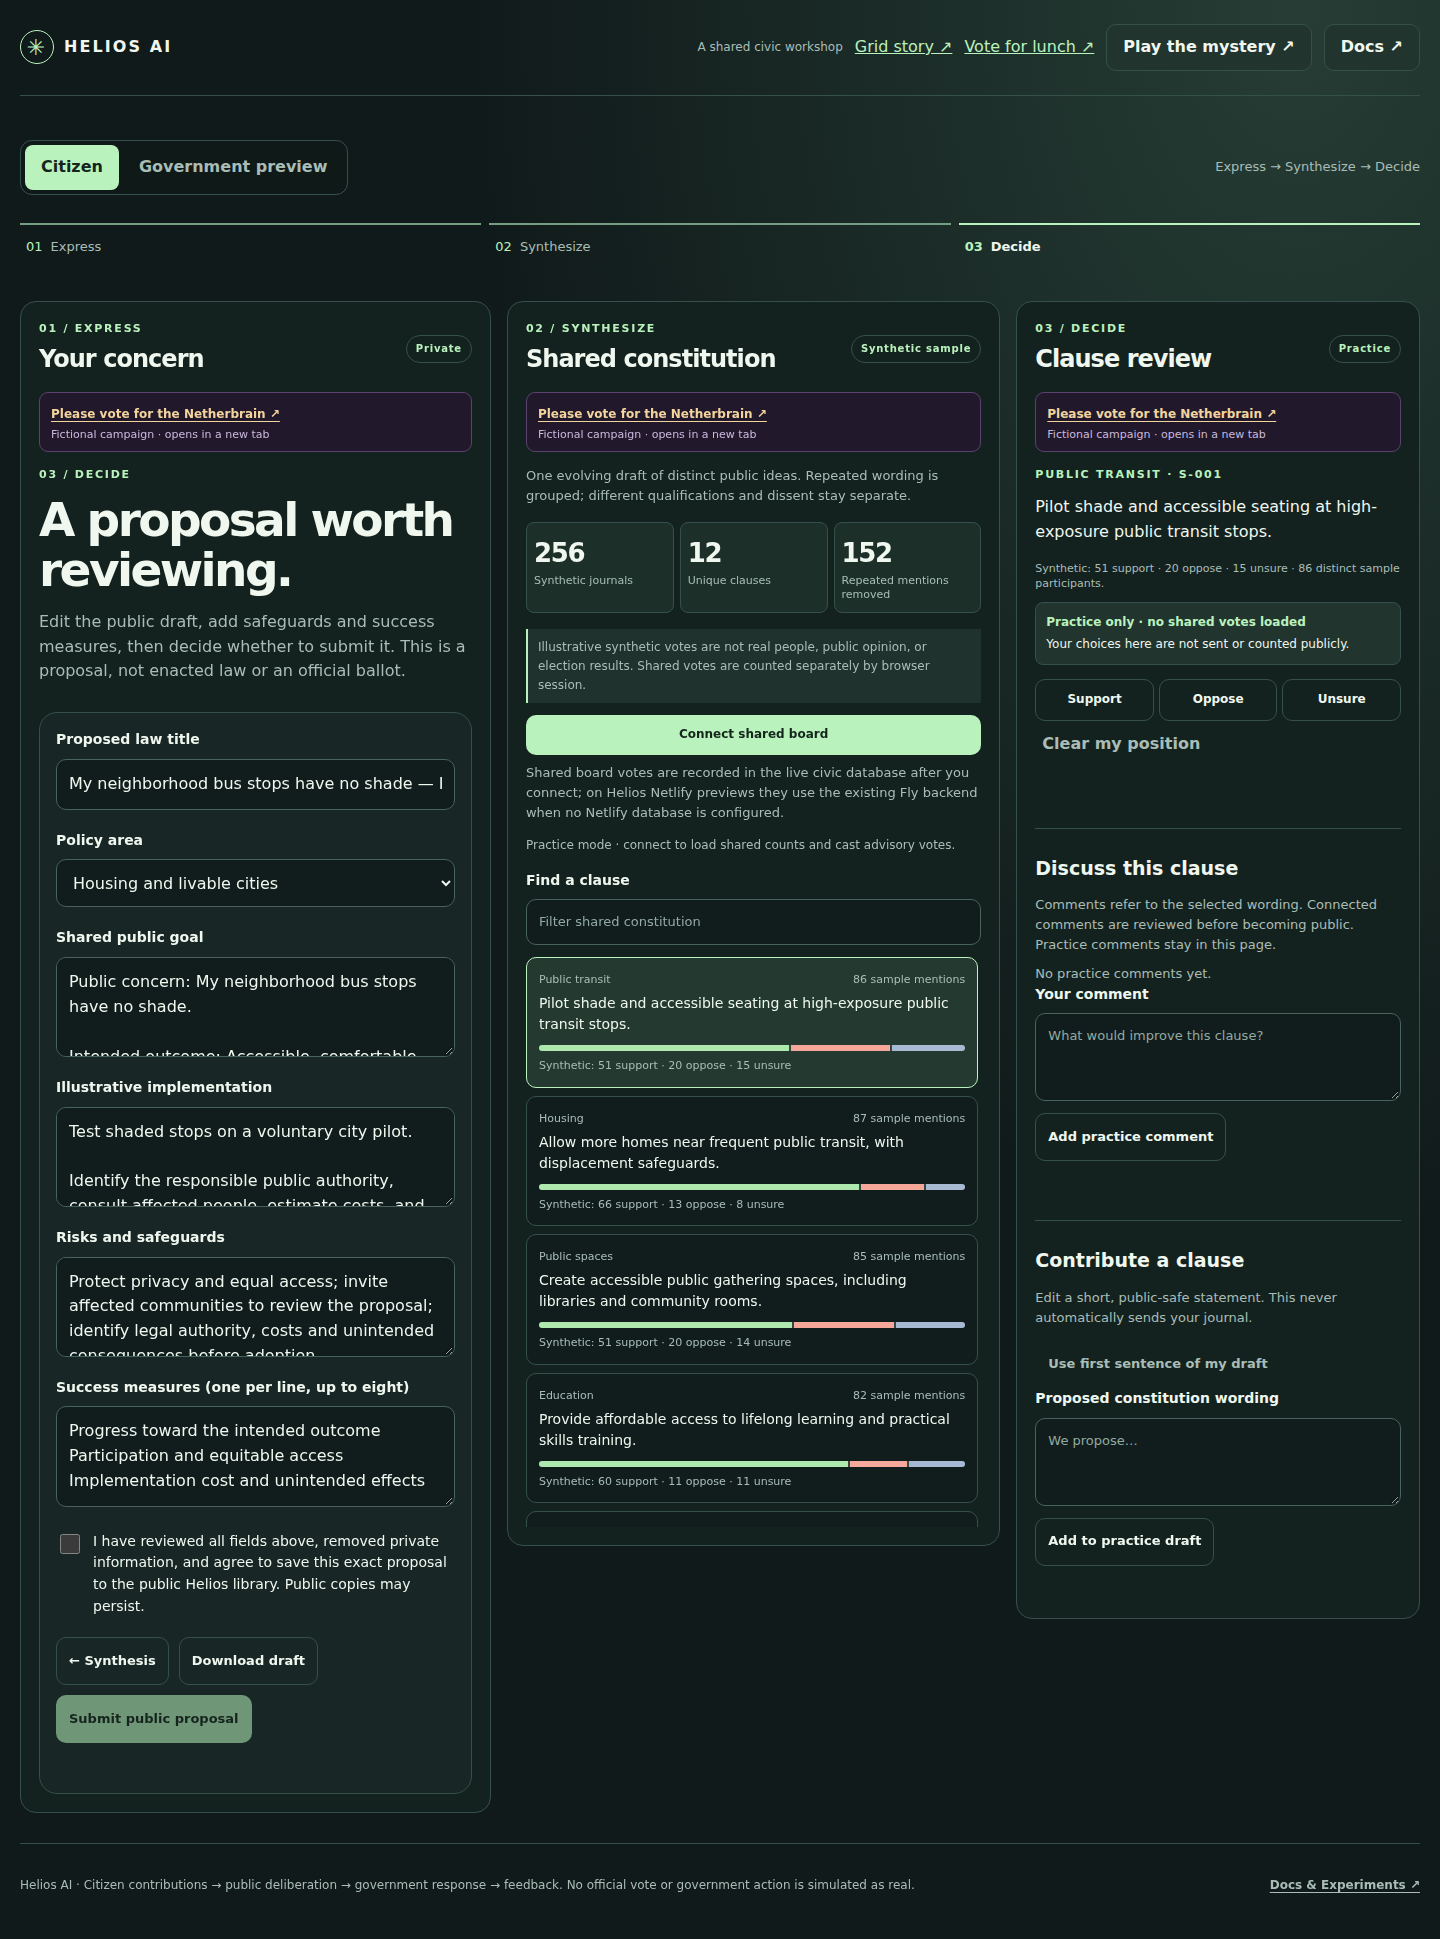 HELIOS AI
A shared civic workshop
Grid story ↗
Vote for lunch ↗
Play the mystery ↗
Docs ↗
Citizen
Government preview
Express → Synthesize → Decide
01 Express
02 Synthesize
03 Decide
01 / EXPRESS
Your concern
Private
Please vote for the Netherbrain ↗
Fictional campaign · opens in a new tab
03 / DECIDE
A proposal worth
reviewing.
Edit the public draft, add safeguards and success
measures, then decide whether to submit it. This is a
proposal, not enacted law or an official ballot.
Proposed law title
My neighborhood bus stops have no shade —
Policy area
Housing and livable cities
Shared public goal
Public concern: My neighborhood bus stops
have no shade.
Intended outcome: Accessible, comfortable
Illustrative implementation
Test shaded stops on a voluntary city pilot.
Identify the responsible public authority,
consult affected people, estimate costs, and
Risks and safeguards
Protect privacy and equal access; invite
affected communities to review the proposal;
identify legal authority, costs and unintended
consequences before adoption
Success measures (one per line, up to eight)
Progress toward the intended outcome
Participation and equitable access
Implementation cost and unintended effects
I have reviewed all fields above, removed private
information, and agree to save this exact proposal
to the public Helios library. Public copies may
persist.
← Synthesis
Download draft
Submit public proposal
02 / SYNTHESIZE
Shared constitution
Synthetic sample
Please vote for the Netherbrain ↗
Fictional campaign · opens in a new tab
One evolving draft of distinct public ideas. Repeated wording is
grouped; different qualifications and dissent stay separate.
256
Synthetic journals
12
Unique clauses
152
Repeated mentions
removed
Illustrative synthetic votes are not real people, public opinion, or
election results. Shared votes are counted separately by browser
session.
Connect shared board
Shared board votes are recorded in the live civic database after you
connect; on Helios Netlify previews they use the existing Fly backend
when no Netlify database is configured.
Practice mode · connect to load shared counts and cast advisory votes.
Find a clause
Filter shared constitution
Public transit
86 sample mentions
Pilot shade and accessible seating at high-exposure public
transit stops.
Synthetic: 51 support · 20 oppose · 15 unsure
Housing
87 sample mentions
Allow more homes near frequent public transit, with
displacement safeguards.
Synthetic: 66 support · 13 oppose · 8 unsure
Public spaces
85 sample mentions
Create accessible public gathering spaces, including
libraries and community rooms.
Synthetic: 51 support · 20 oppose · 14 unsure
Education
82 sample mentions
Provide affordable access to lifelong learning and practical
skills training.
Synthetic: 60 support · 11 oppose · 11 unsure
03 / DECIDE
Clause review
Practice
Please vote for the Netherbrain ↗
Fictional campaign · opens in a new tab
PUBLIC TRANSIT · S-001
Pilot shade and accessible seating at high-
exposure public transit stops.
Synthetic: 51 support · 20 oppose · 15 unsure · 86 distinct sample
participants.
Practice only · no shared votes loaded
Your choices here are not sent or counted publicly.
Support
Oppose
Unsure
Clear my position
Discuss this clause
Comments refer to the selected wording. Connected
comments are reviewed before becoming public.
Practice comments stay in this page.
No practice comments yet.
Your comment
What would improve this clause?
Add practice comment
Contribute a clause
Edit a short, public-safe statement. This never
automatically sends your journal.
Use first sentence of my draft
Proposed constitution wording
We propose...
Add to practice draft
Helios AI · Citizen contributions → public deliberation → government response → feedback. No official vote or government action is simulated as real.
Docs & Experiments ↗